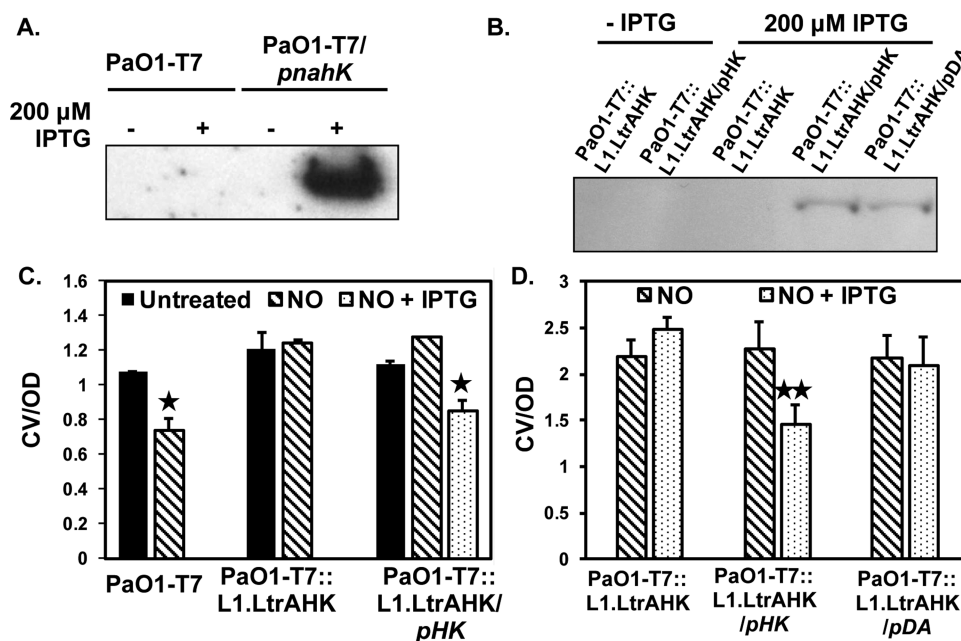 A.
PaO1-T7
PaO1-T7/
pnahK
200 µM
IPTG
- + - +
B.
- IPTG
200 µM IPTG
PaO1-T7::
L1.LtrAHK
PaO1-T7::
L1.LtrAHK/pHK
PaO1-T7::
L1.LtrAHK
PaO1-T7::
L1.LtrAHK/pHK
PaO1-T7::
L1.LtrAHK/pDA
C.
Untreated NO NO + IPTG
CV/OD
1.6
1.4
1.2
1
0.8
0.6
0.4
0.2
0
PaO1-T7
PaO1-T7::
L1.LtrAHK
PaO1-T7::
L1.LtrAHK/
pHK
D.
NO NO + IPTG
CV/OD
3
2.5
2
1.5
1
0.5
0
PaO1-T7::
L1.LtrAHK
PaO1-T7::
L1.LtrAHK
/pHK
PaO1-T7::
L1.LtrAHK
/pDA